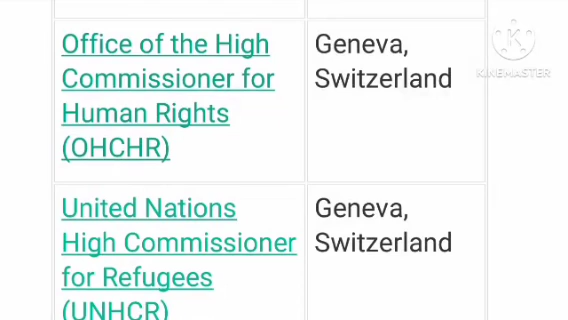 Office of the High
Commissioner for
Human Rights
(OHCHR)
Geneva,
Switzerland
United Nations
High Commissioner
for Refugees
(UNHCR)
Geneva,
Switzerland
KINEMASTER